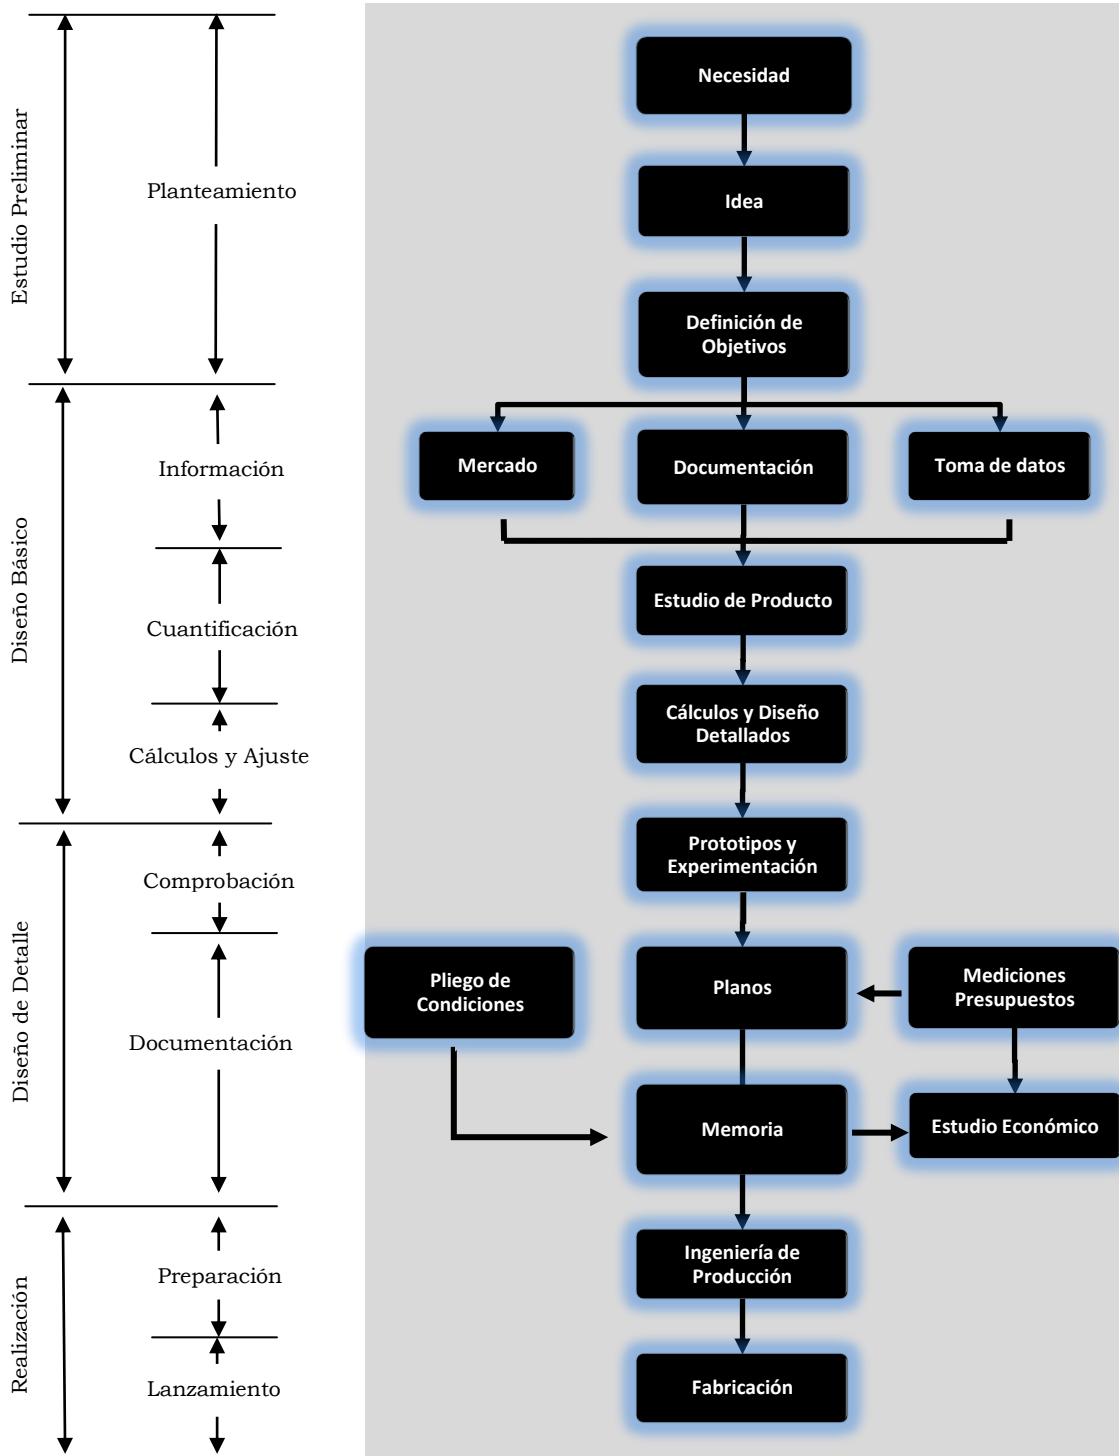 Estudio Preliminar
Planteamiento
Diseño Básico
Información
Cuantificación
Cálculos y Ajuste
Diseño de Detalle
Comprobación
Documentación
Realización
Preparación
Lanzamiento
Necesidad
Idea
Definición de
Objetivos
Mercado
Documentación
Toma de datos
Estudio de Producto
Cálculos y Diseño
Detallados
Prototipos y
Experimentación
Pliego de
Condiciones
Planos
Mediciones
Presupuestos
Memoria
Estudio Económico
Ingeniería de
Producción
Fabricación